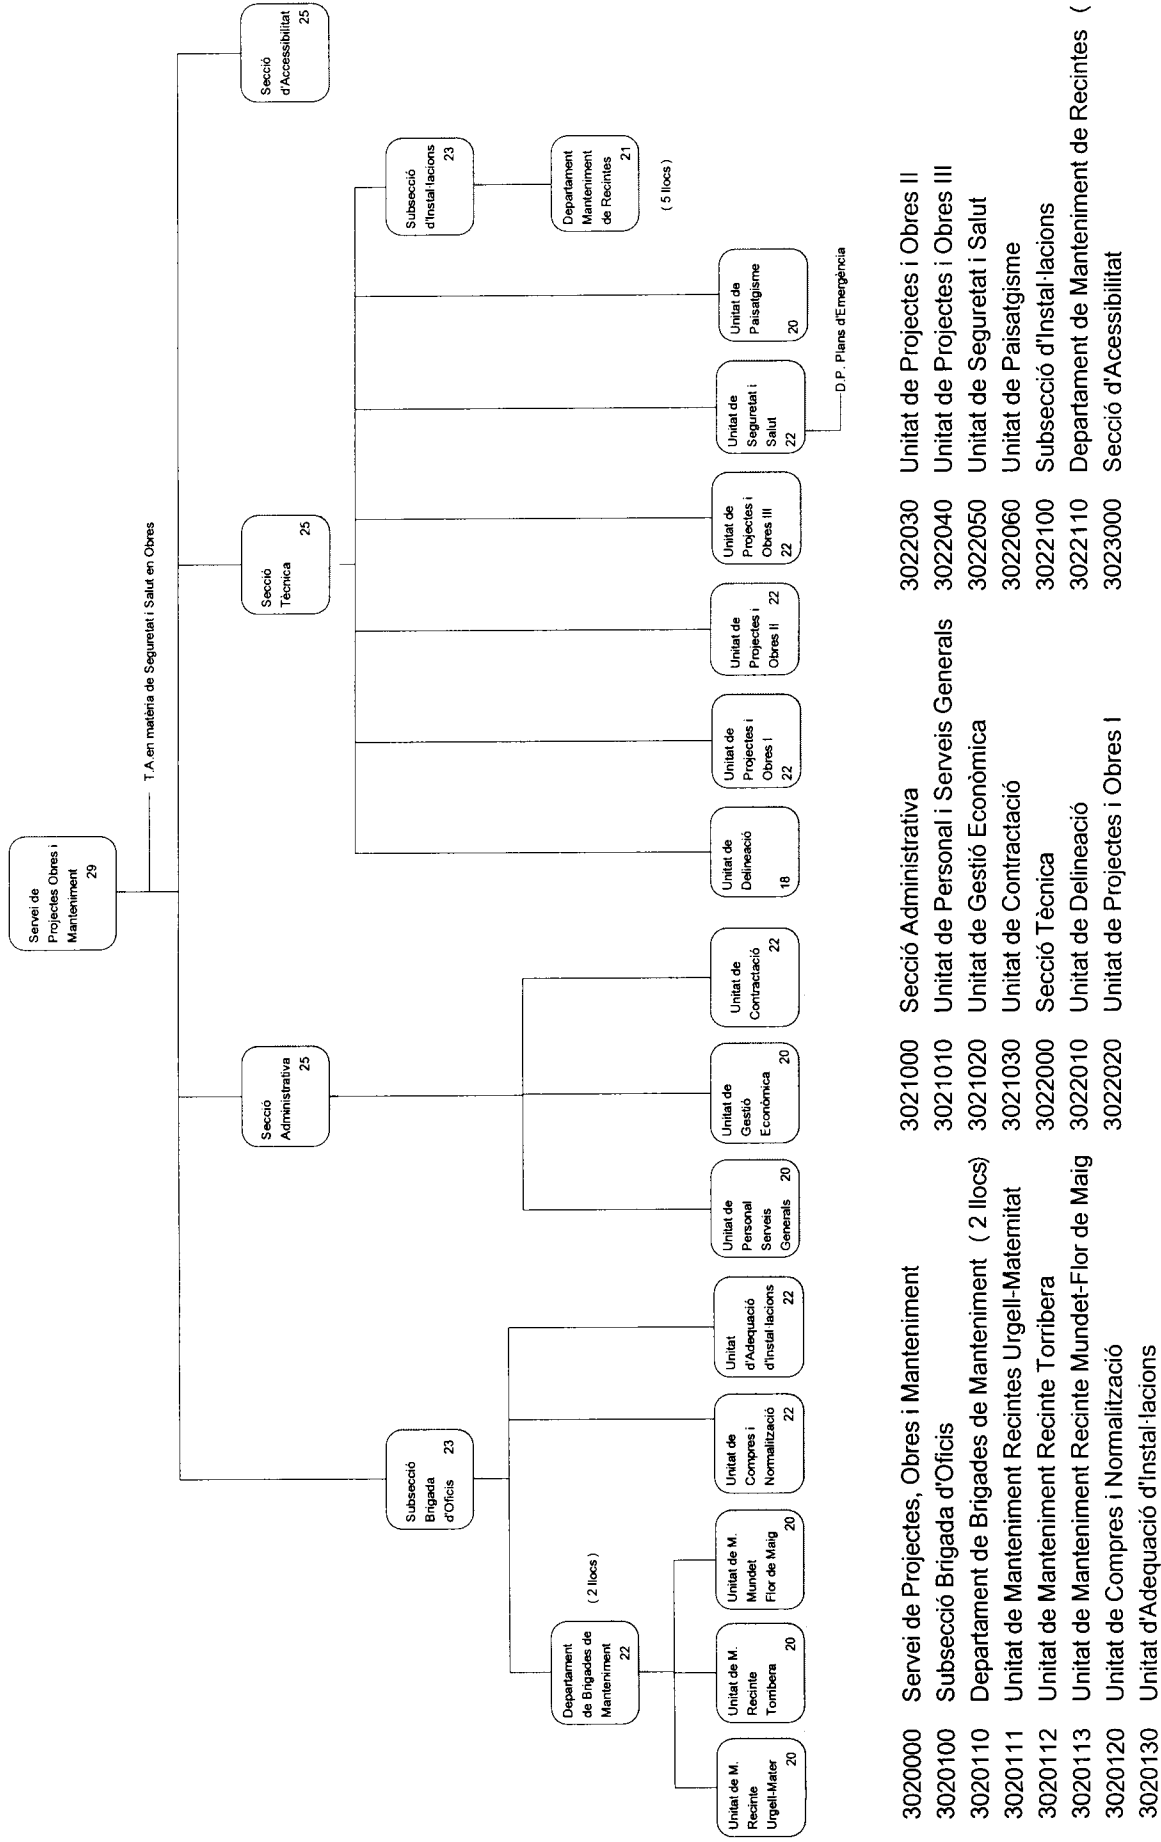 Servei de
Projectes Obres i
Manteniment
29
T.A.en matèria de Seguretat i Salut en Obres
Secció
Administrativa
25
Secció
Tècnica
25
Secció
d'Accessibilitat
25
Subsecció
Brigada
d'Oficis
23
Subsecció
d'Instal·lacions
23
Departament
de Brigades de
Manteniment
22
( 2 llocs )
Departament
Manteniment
de Recintes
21
( 5 llocs )
Unitat de M.
Recinte
Urgell-Mater
20
Unitat de M.
Recinte
Torribera
20
Unitat de M.
Mundet
Flor de Maig
20
Unitat de
Compres i
Normalització
22
Unitat
d'Adequació
d'Instal·lacions
22
Unitat de
Personal
Serveis
Generals 20
Unitat de
Gestió
Econòmica
20
Unitat de
Contractació
22
Unitat de
Delineació
18
Unitat de
Projectes i
Obres I
22
Unitat de
Projectes i
Obres II 22
Unitat de
Projectes i
Obres III
22
Unitat de
Seguretat i
Salut
22
Unitat de
Paisatgisme
20
D.P. Plans d'Emergència
3020000 Servei de Projectes, Obres i Manteniment
3020100 Subsecció Brigada d'Oficis
3020110 Departament de Brigades de Manteniment ( 2 llocs)
3020111 Unitat de Manteniment Recintes Urgell-Maternitat
3020112 Unitat de Manteniment Recinte Torribera
3020113 Unitat de Manteniment Recinte Mundet-Flor de Maig
3020120 Unitat de Compres i Normalització
3020130 Unitat d'Adequació d'Instal·lacions
3021000 Secció Administrativa
3021010 Unitat de Personal i Serveis Generals
3021020 Unitat de Gestió Econòmica
3021030 Unitat de Contractació
3022000 Secció Tècnica
3022010 Unitat de Delineació
3022020 Unitat de Projectes i Obres I
3022030 Unitat de Projectes i Obres II
3022040 Unitat de Projectes i Obres III
3022050 Unitat de Seguretat i Salut
3022060 Unitat de Paisatgisme
3022100 Subsecció d'Instal·lacions
3022110 Departament de Manteniment de Recintes (
3023000 Secció d'Acessibilitat